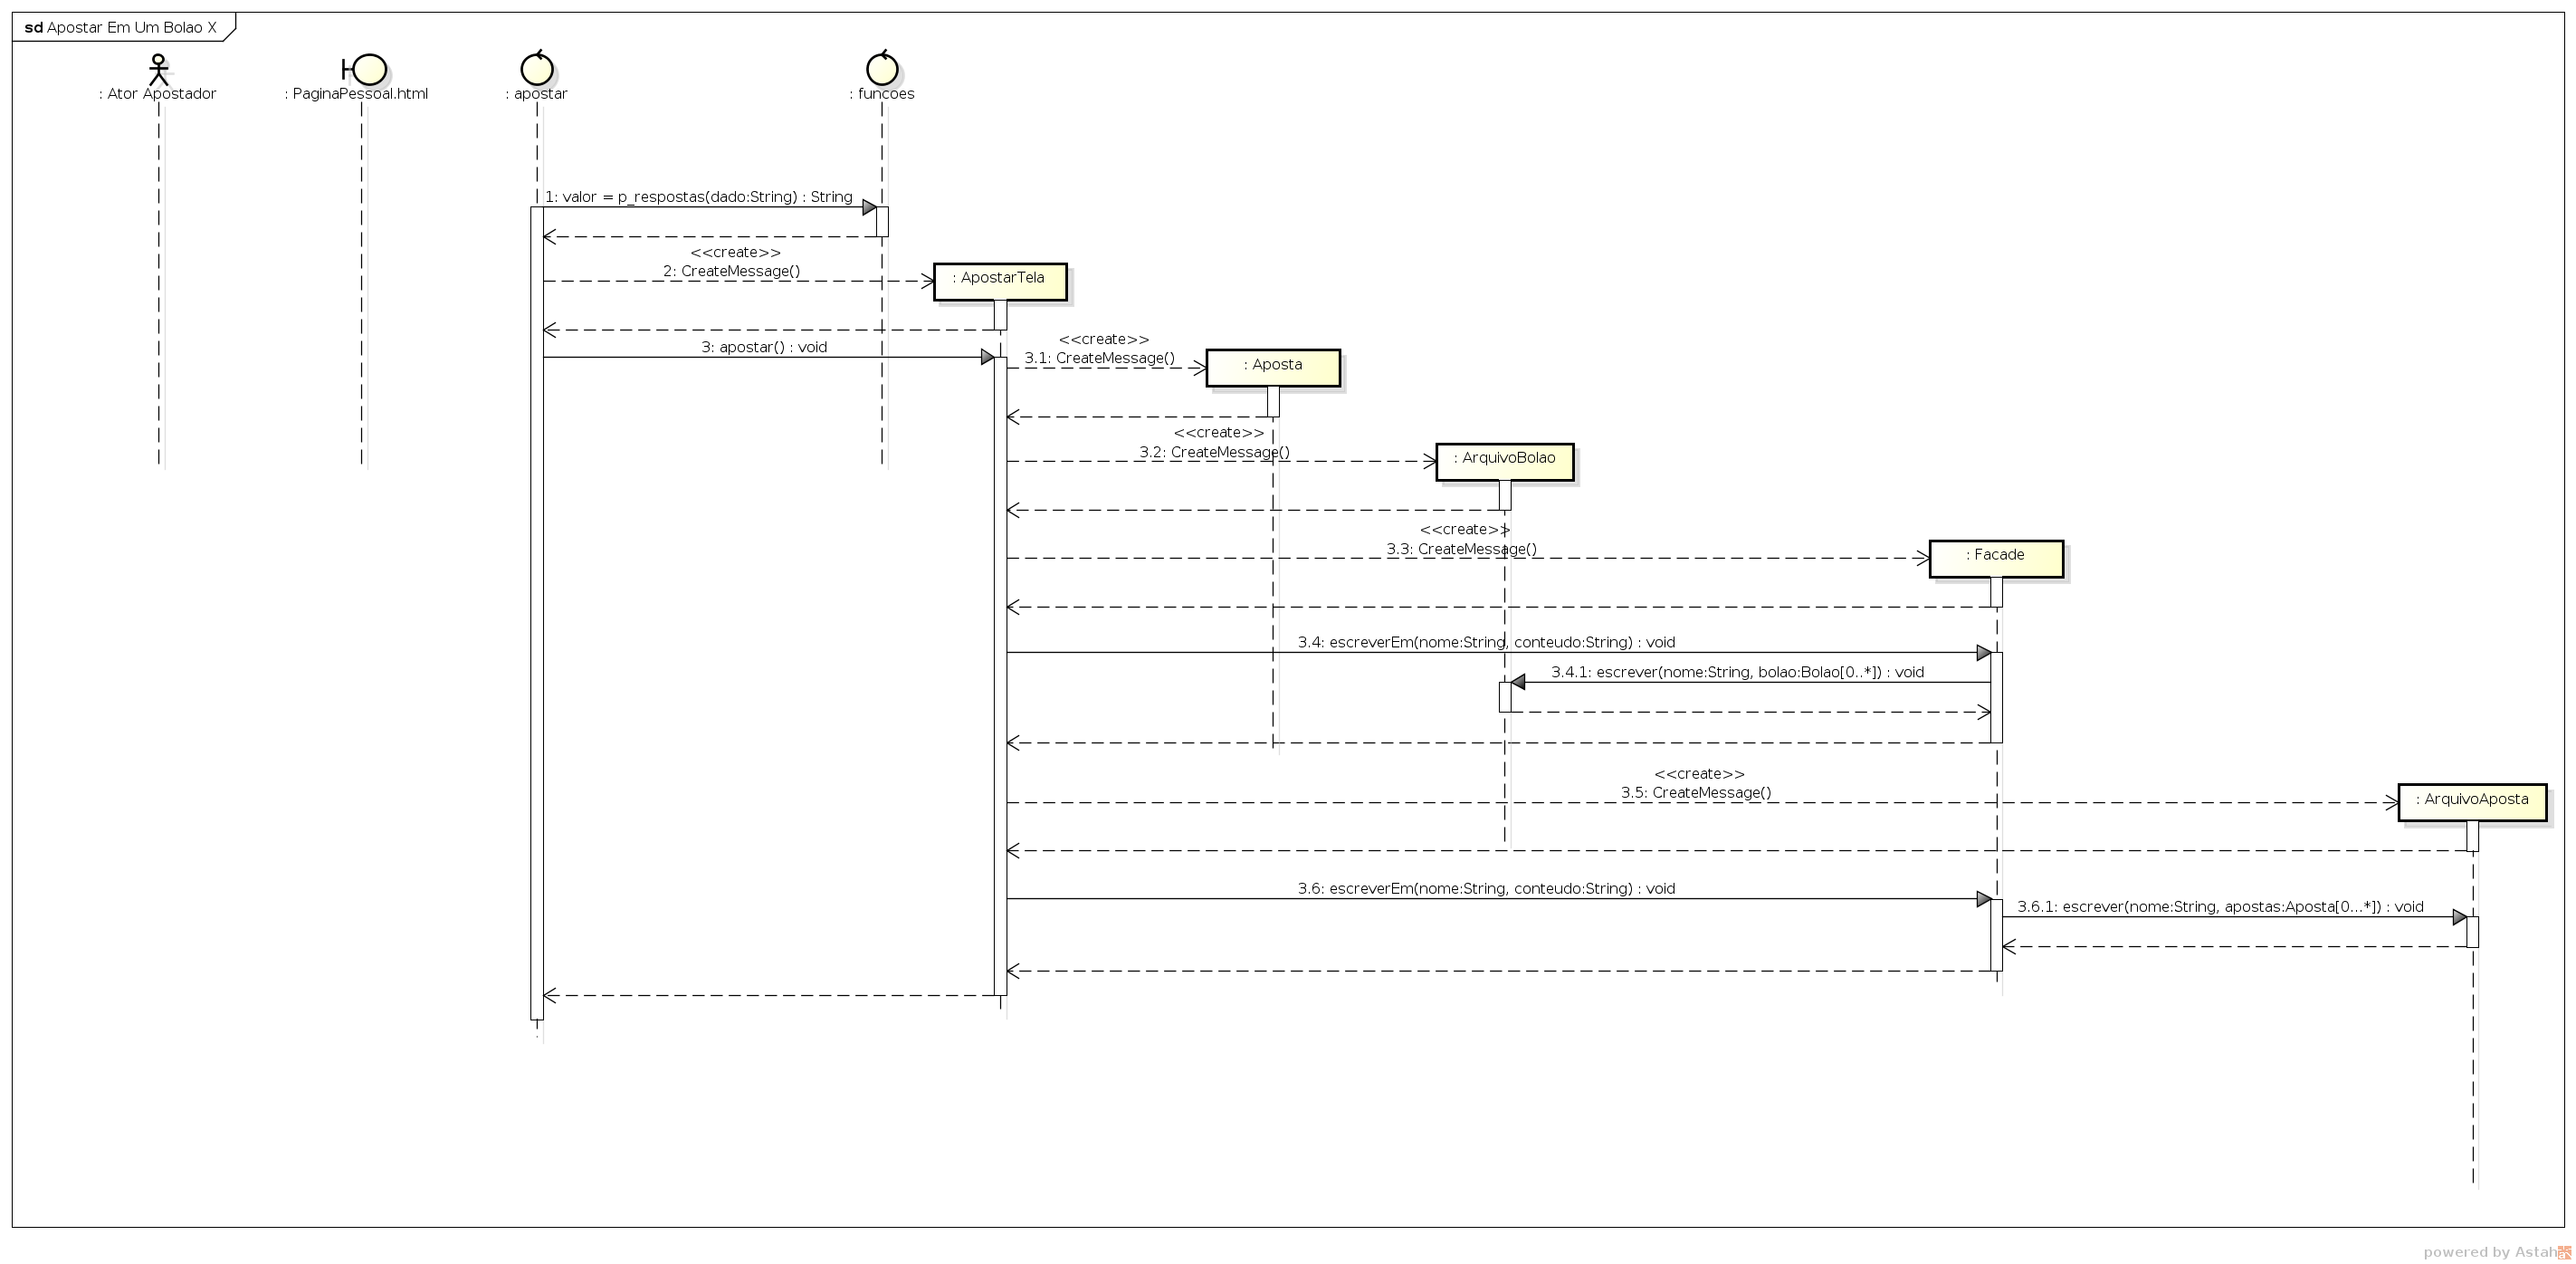 sd Apostar Em Um Bolao X
: Ator Apostador
: PaginaPessoal.html
: apostar
: funcoes
1: valor = p_respostas(dado:String) : String
<<create>>
2: CreateMessage()
: ApostarTela
3: apostar() : void
<<create>>
3.1: CreateMessage()
: Aposta
<<create>>
3.2: CreateMessage()
: ArquivoBolao
<<create>>
3.3: CreateMessage()
: Facade
3.4: escreverEm(nome:String, conteudo:String) : void
3.4.1: escrever(nome:String, bolao:Bolao[0..*]) : void
<<create>>
3.5: CreateMessage()
: ArquivoAposta
3.6: escreverEm(nome:String, conteudo:String) : void
3.6.1: escrever(nome:String, apostas:Aposta[0...*]) : void
powered by Astah